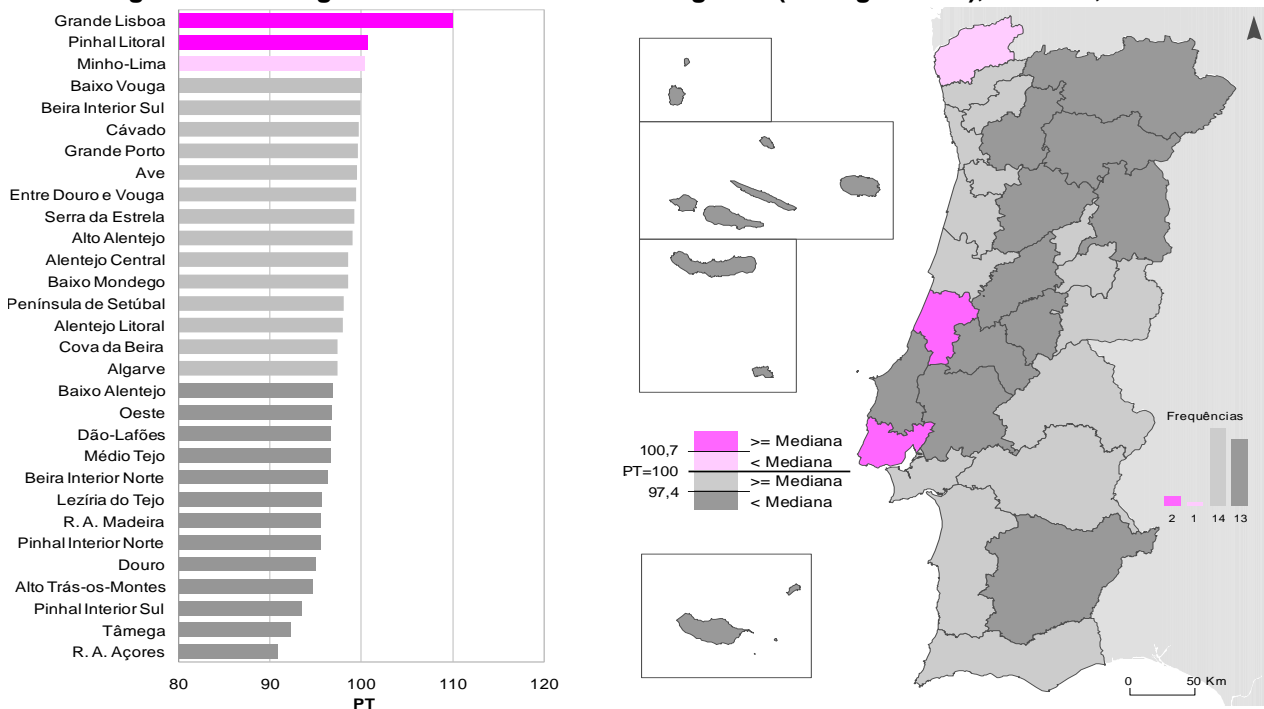 Grande Lisboa
Pinhal Litoral
Minho-Lima
Baixo Vouga
Beira Interior Sul
Cávado
Grande Porto
Ave
Entre Douro e Vouga
Serra da Estrela
Alto Alentejo
Alentejo Central
Baixo Mondego
Península de Setúbal
Alentejo Litoral
Cova da Beira
Algarve
Baixo Alentejo
Oeste
Dão-Lafões
Médio Tejo
Beira Interior Norte
Lezíria do Tejo
R. A. Madeira
Pinhal Interior Norte
Douro
Alto Trás-os-Montes
Pinhal Interior Sul
Tâmega
R. A. Açores
80 90 100 110 120
PT
100,7
PT=100
97,4
>= Mediana
< Mediana
>= Mediana
< Mediana
Frequências
2 1 14 13
0 50 Km